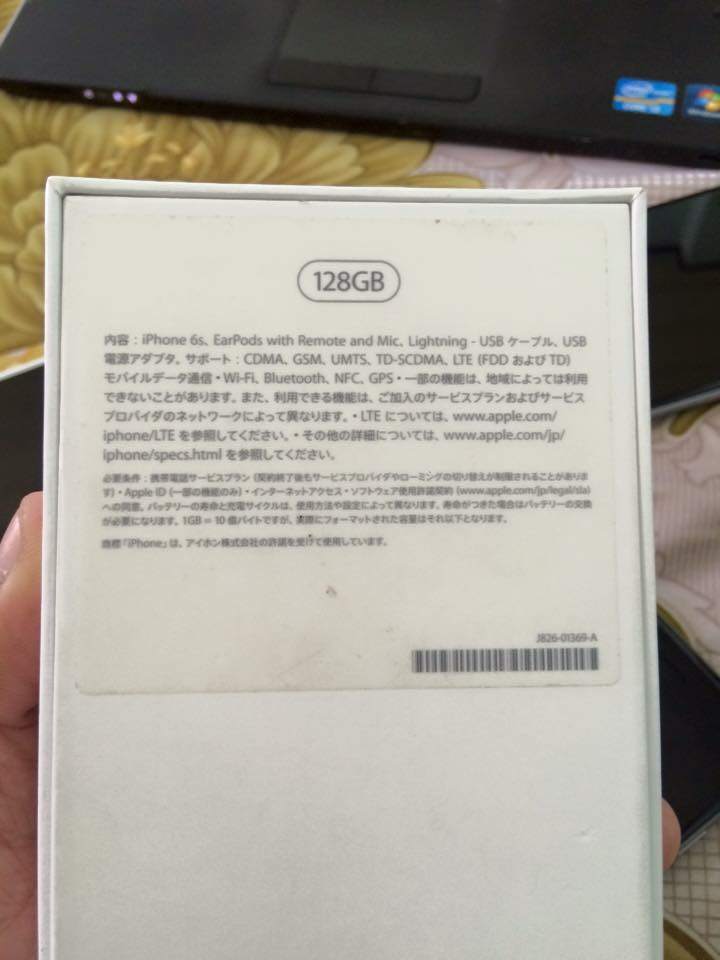 intel
128GB
内容：iPhone 6s、EarPods with Remote and Mic、Lightning - USB ケーブル、USB
電源アダプタ。サポート：CDMA、GSM、UMTS、TD-SCDMA、LTE (FDD および TD)
モバイルデータ通信・Wi-Fi、Bluetooth、NFC、GPS・一部の機能は、地域によっては利用
できないことがあります。また、利用できる機能は、ご加入のサービスプランおよびサービス
プロバイダのネットワークによって異なります。・LTE については、www.apple.com/
iphone/LTE を参照してください。・その他の詳細については、www.apple.com/jp/
iphone/specs.html を参照してください。
必要条件：携帯電話サービスプラン (契約終了後もサービスプロバイダやローミングの切り替えが制限されることがありま
す)・Apple ID (一部の機能のみ)・インターネットアクセス・ソフトウェア使用許諾契約 (www.apple.com/jp/legal/sla)
への同意。バッテリーの寿命と充電サイクルは、使用方法や設定によって異なります。寿命がつきた場合はバッテリーの交換
が必要になります。1GB = 10 億バイトですが、実際にフォーマットされた容量はそれ以下となります。
商標「iPhone」は、アイホン株式会社の許諾を受けて使用しています。
J826-01369-A